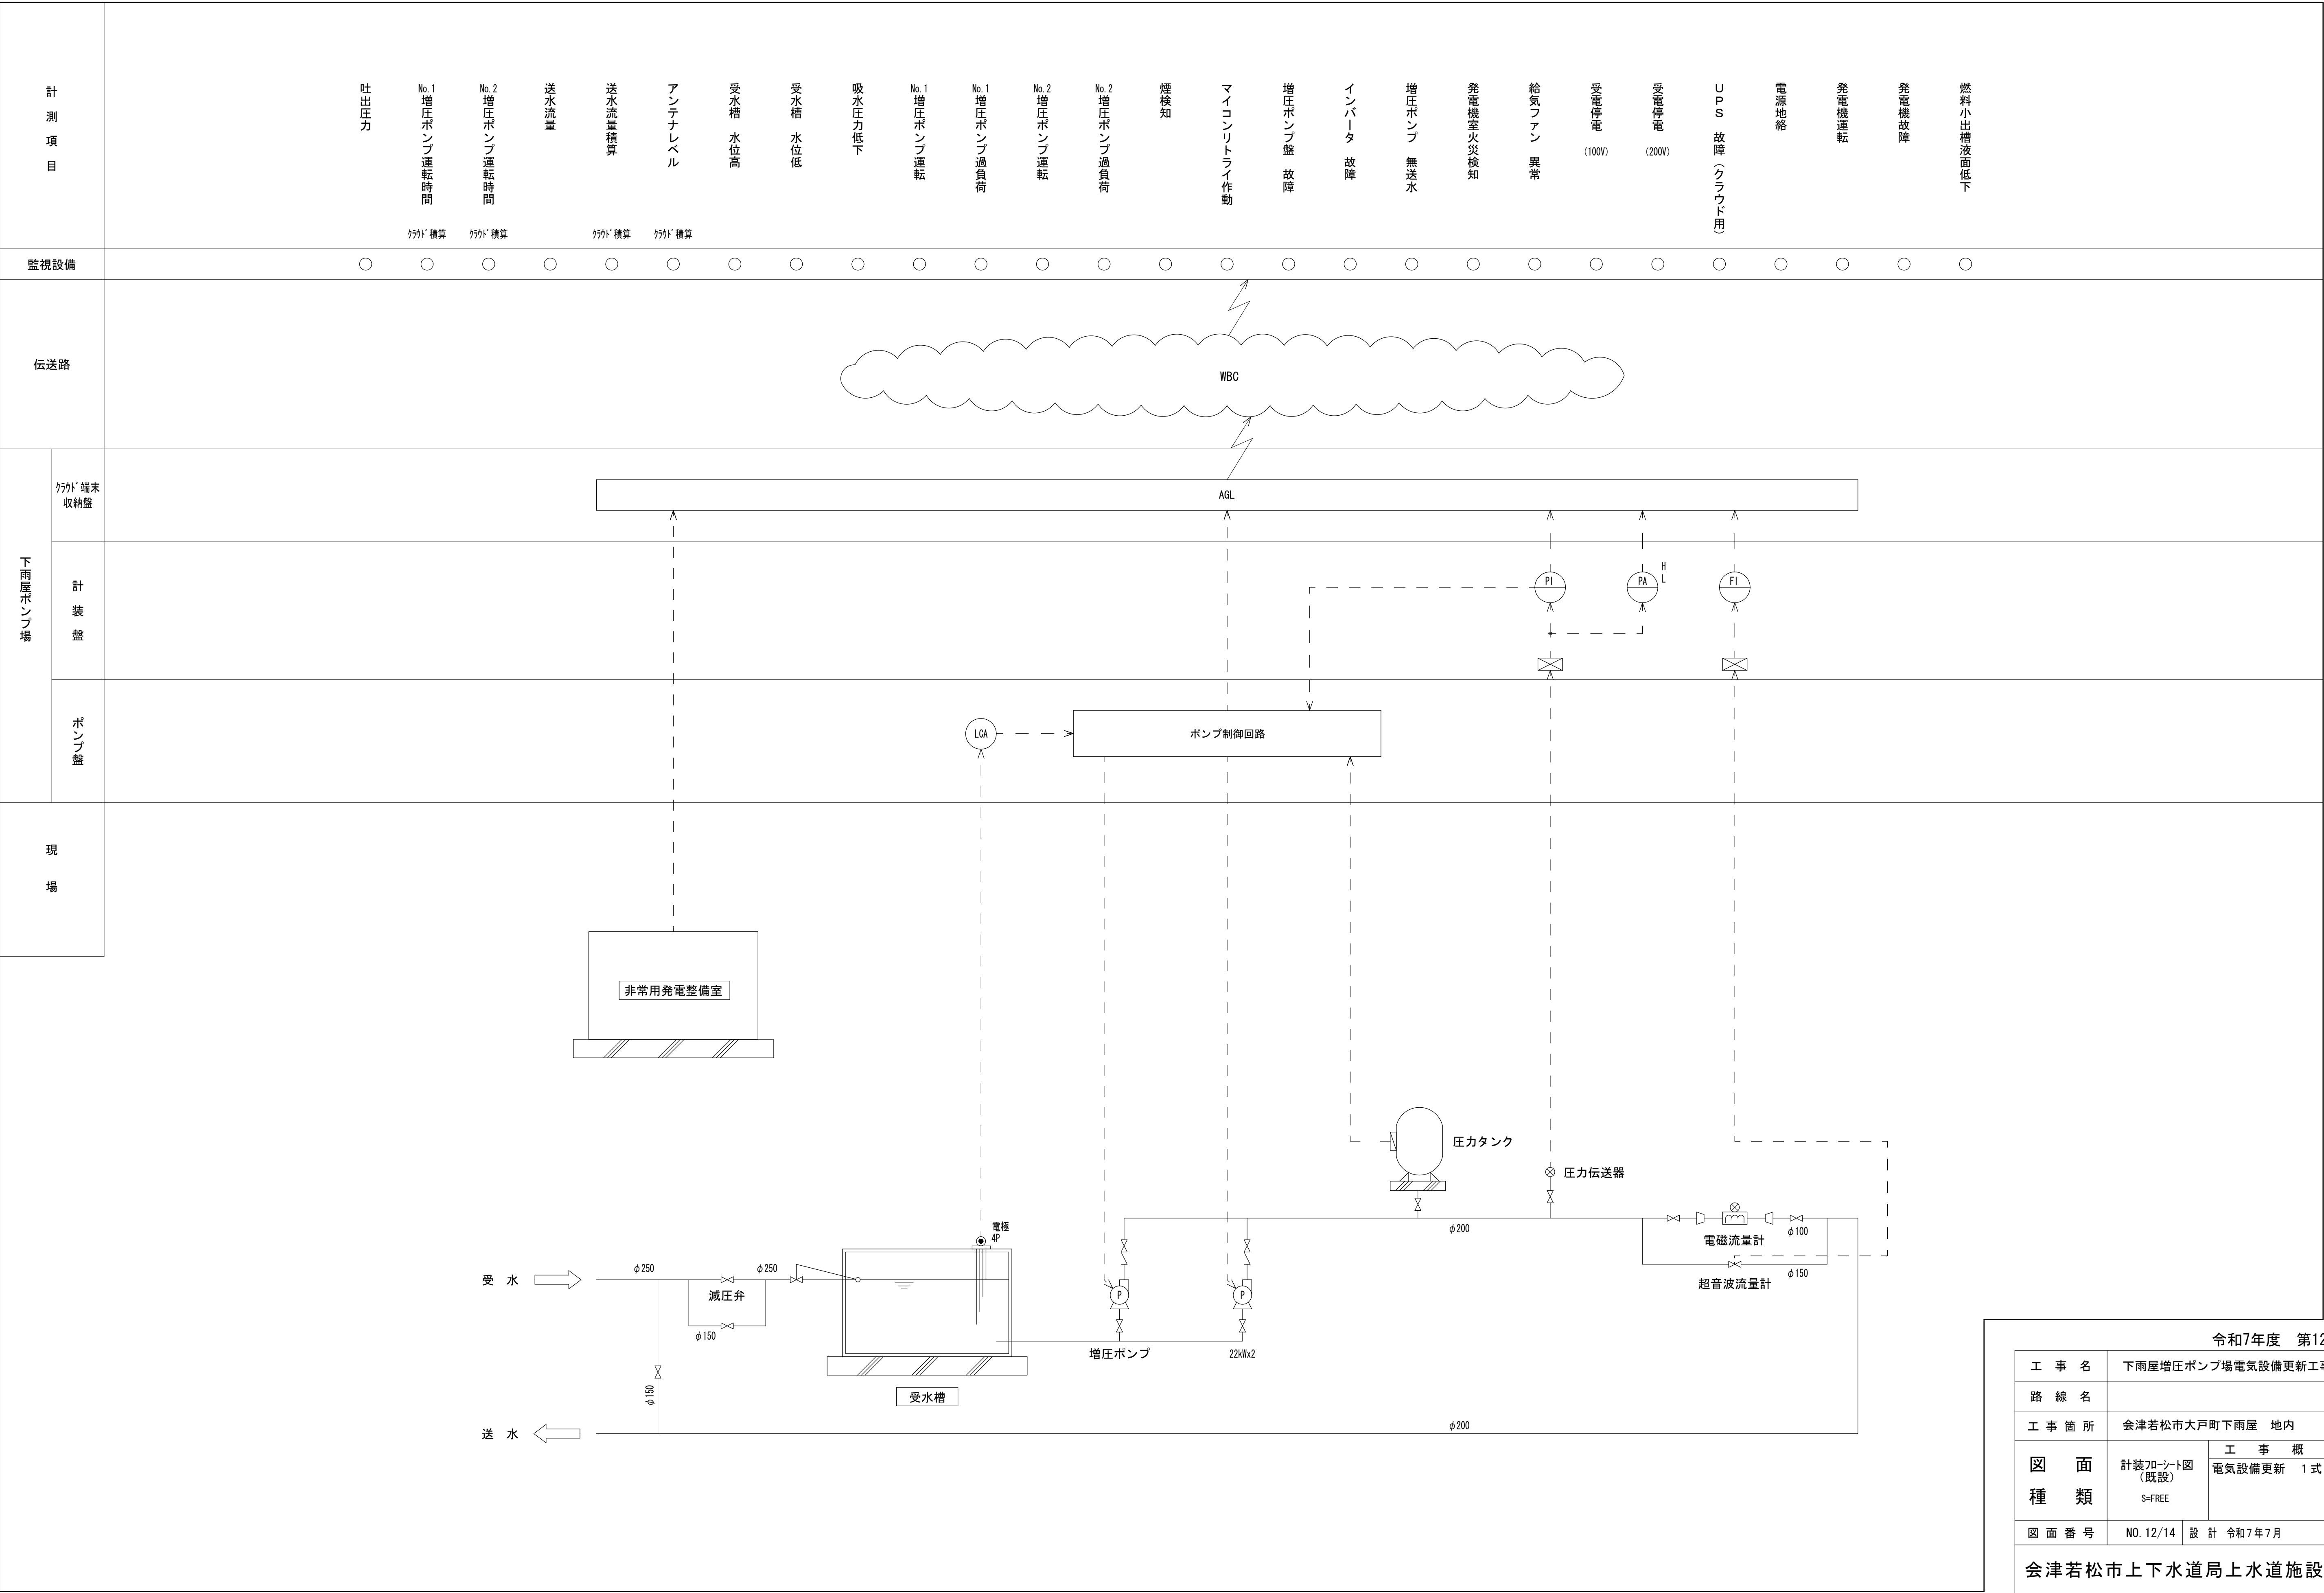 計測項目
吐出圧力
No.1増圧ポンプ運転時間
No.2増圧ポンプ運転時間
送水流量
送水流量積算
アンテナレベル
受水槽 水位高
受水槽 水位低
吸水圧力低下
No.1増圧ポンプ運転
No.1増圧ポンプ過負荷
No.2増圧ポンプ運転
No.2増圧ポンプ過負荷
煙検知
マイコンリトライ作動
増圧ポンプ盤 故障
インバータ 故障
増圧ポンプ 無送水
発電機室火災検知
給気ファン 異常
受電停電 (100V)
受電停電 (200V)
UPS 故障(クラウド用)
電源地絡
発電機運転
発電機故障
燃料小出槽液面低下
ｸﾗｳﾄﾞ積算 ｸﾗｳﾄﾞ積算 ｸﾗｳﾄﾞ積算 ｸﾗｳﾄﾞ積算
監視設備
伝送路
WBC
下雨屋ポンプ場
ｸﾗｳﾄﾞ端末
収納盤
AGL
計装盤
PI
PA
H
L
FI
ポンプ盤
LCA
ポンプ制御回路
現場
非常用発電整備室
圧力タンク
圧力伝送器
電極
4P
φ200
電磁流量計
φ100
超音波流量計
φ150
受 水
φ250
φ250
減圧弁
φ150
P
P
増圧ポンプ
22kWx2
φ150
受水槽
送 水
φ200
令和7年度 第12
工事名 下雨屋増圧ポンプ場電気設備更新工事
路線名
工事箇所 会津若松市大戸町下雨屋 地内
図面種類
計装ﾌﾛｰｼｰﾄ図
(既設)
S=FREE
工 事 概
電気設備更新 1式
図面番号 NO.12/14 設 計 令和7年7月
会津若松市上下水道局上水道施設